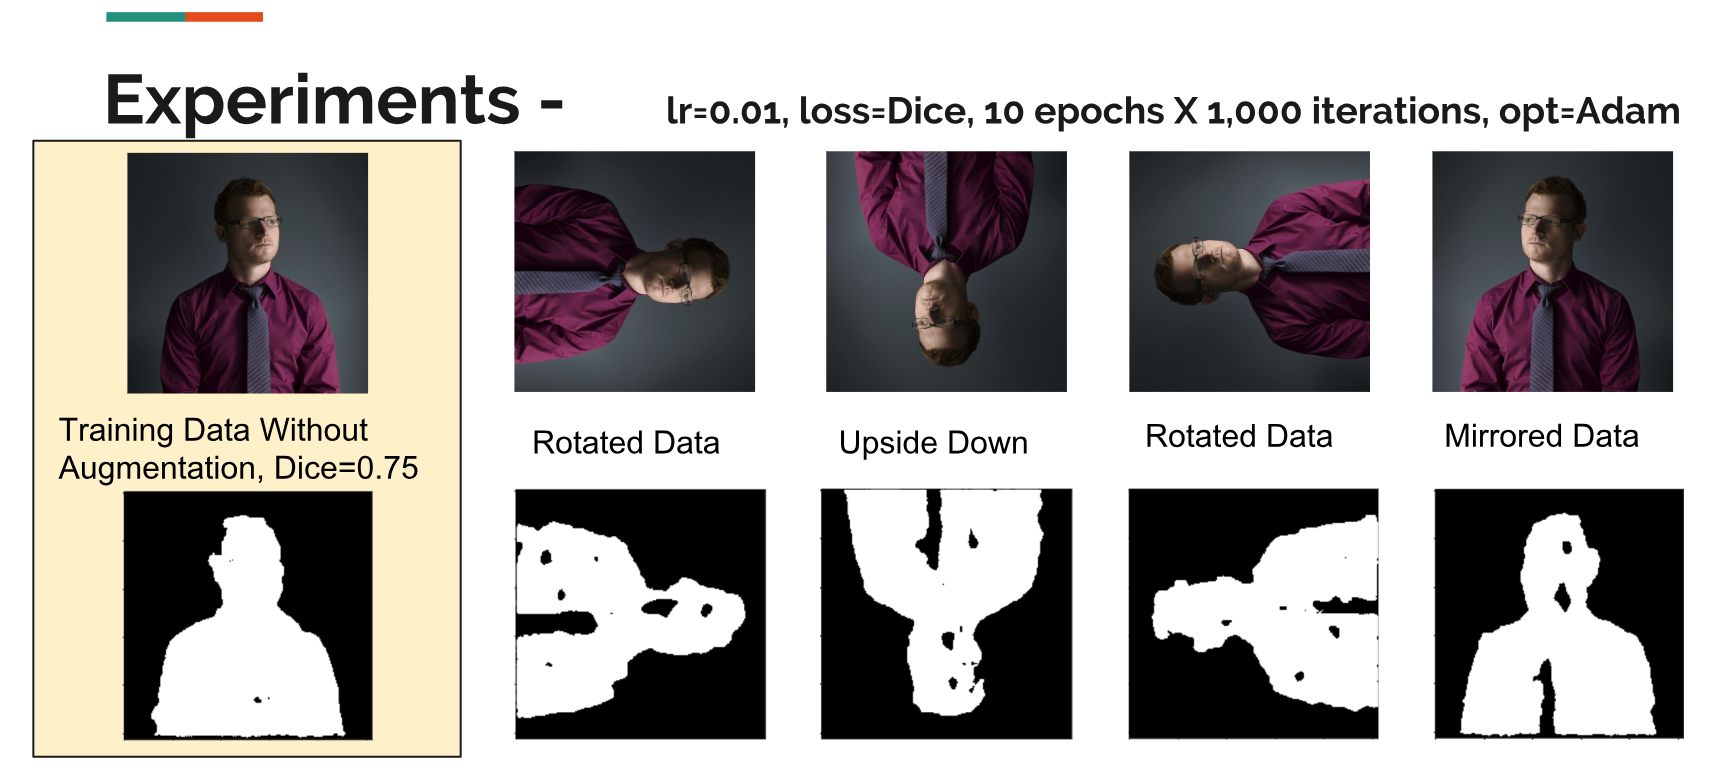 Experiments -
lr=0.01, loss=Dice, 10 epochs X 1,000 iterations, opt=Adam
Training Data Without
Augmentation, Dice=0.75
Rotated Data
Upside Down
Rotated Data
Mirrored Data